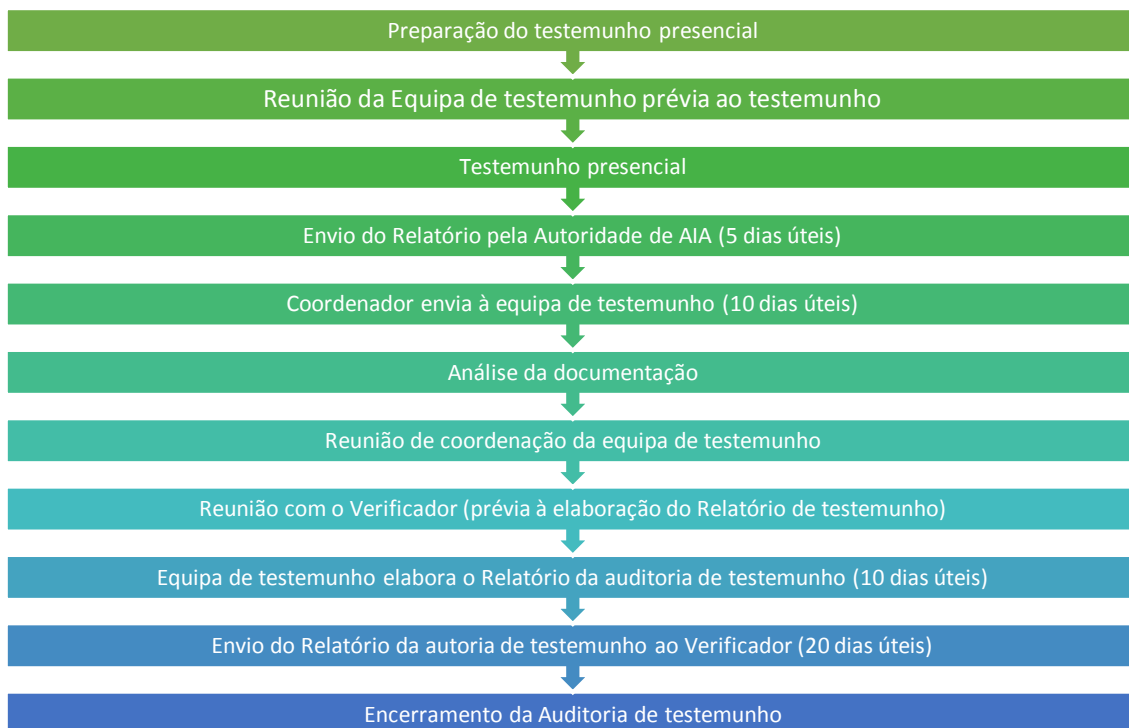 Preparação do testemunho presencial
Reunião da Equipa de testemunho prévia ao testemunho
Testemunho presencial
Envio do Relatório pela Autoridade de AIA (5 dias úteis)
Coordenador envia à equipa de testemunho (10 dias úteis)
Análise da documentação
Reunião de coordenação da equipa de testemunho
Reunião com o Verificador (prévia à elaboração do Relatório de testemunho)
Equipa de testemunho elabora o Relatório da auditoria de testemunho (10 dias úteis)
Envio do Relatório da autoria de testemunho ao Verificador (20 dias úteis)
Encerramento da Auditoria de testemunho